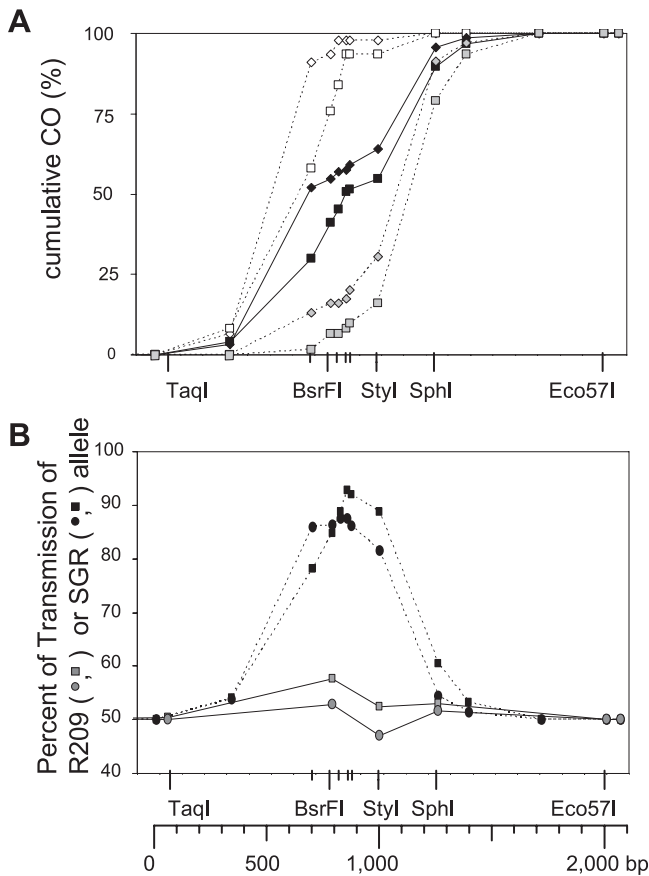 A
cumulative CO (%)
100
75
50
25
0
TaqI
BsrFI
StyI
SphI
Eco57I
B
Percent of Transmission of
R209 (●,■) or SGR (●,■) allele
100
90
80
70
60
50
40
TaqI
BsrFI
StyI
SphI
Eco57I
0
500
1,000
2,000 bp